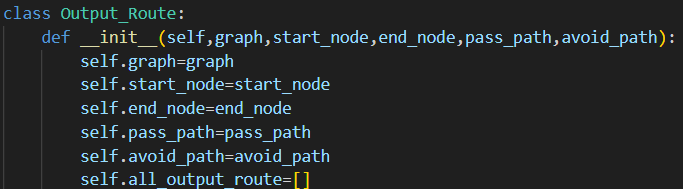 class Output_Route:
    def __init__(self,graph,start_node,end_node,pass_path,avoid_path):
        self.graph=graph
        self.start_node=start_node
        self.end_node=end_node
        self.pass_path=pass_path
        self.avoid_path=avoid_path
        self.all_output_route=[]